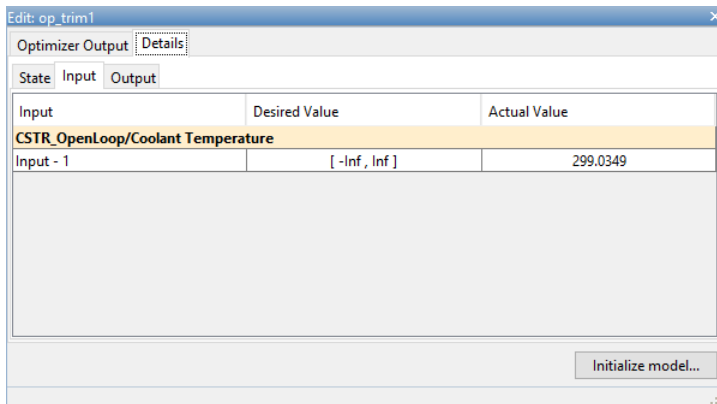 Edit: op_trim1
Optimizer Output Details
State Input Output
Input Desired Value Actual Value
CSTR_OpenLoop/Coolant Temperature
Input - 1 [ -Inf , Inf ] 299.0349
Initialize model...